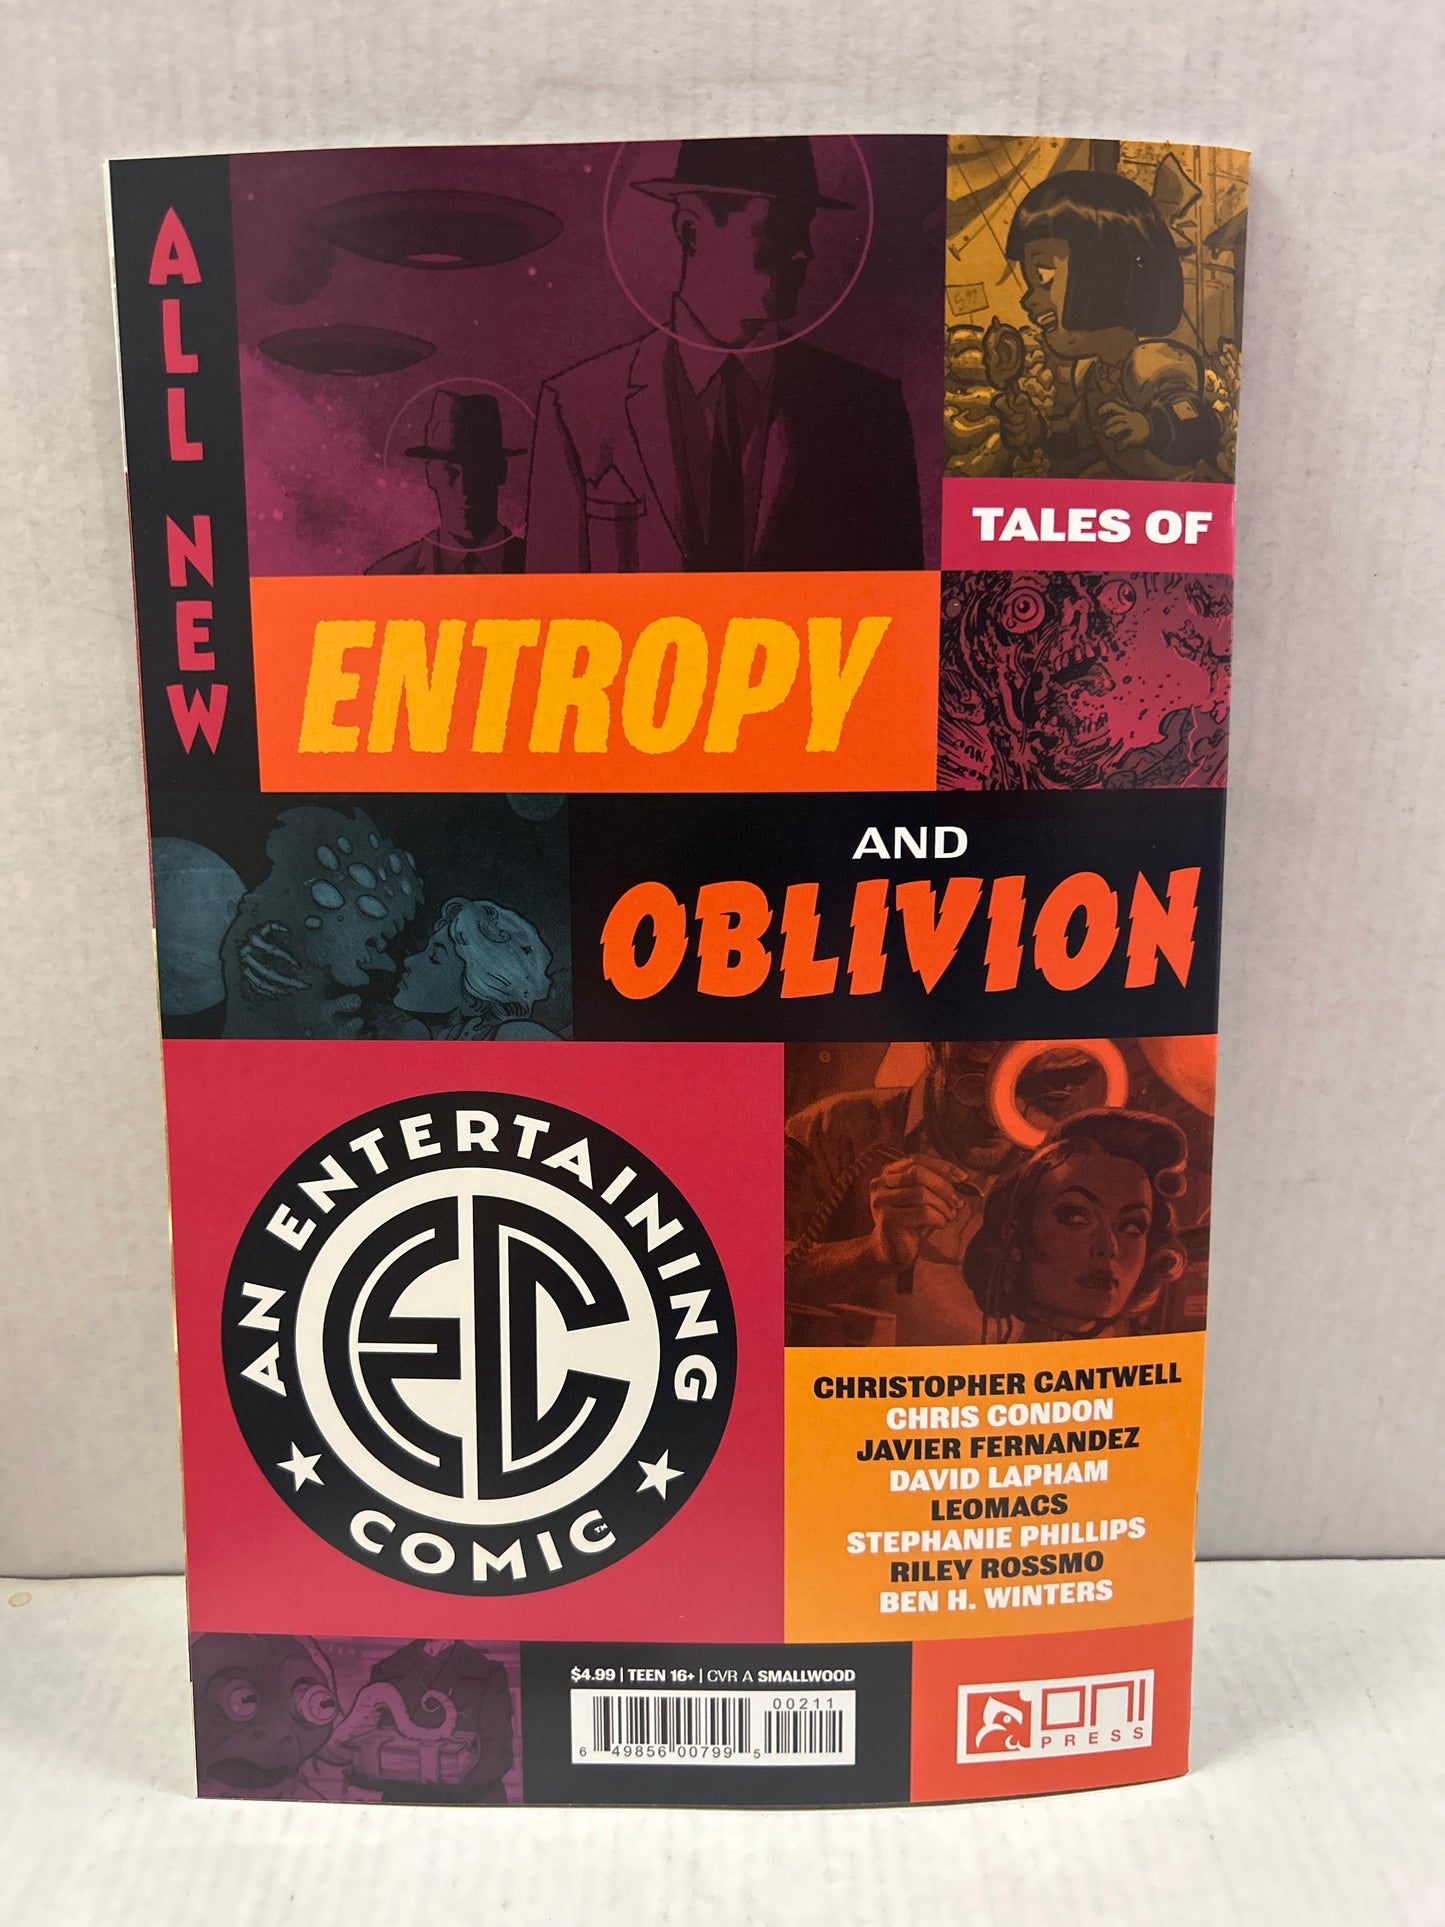 ALL NEW
TALES OF
ENTROPY
AND
OBLIVION
AN ENTERTAINING
EC
COMIC™
CHRISTOPHER CANTWELL
CHRIS CONDON
JAVIER FERNANDEZ
DAVID LAPHAM
LEOMACS
STEPHANIE PHILLIPS
RILEY ROSSMO
BEN H. WINTERS
$4.99 | TEEN 16+ | CVR A SMALLWOOD
00211
6 49856 00799 5
ONI
PRESS